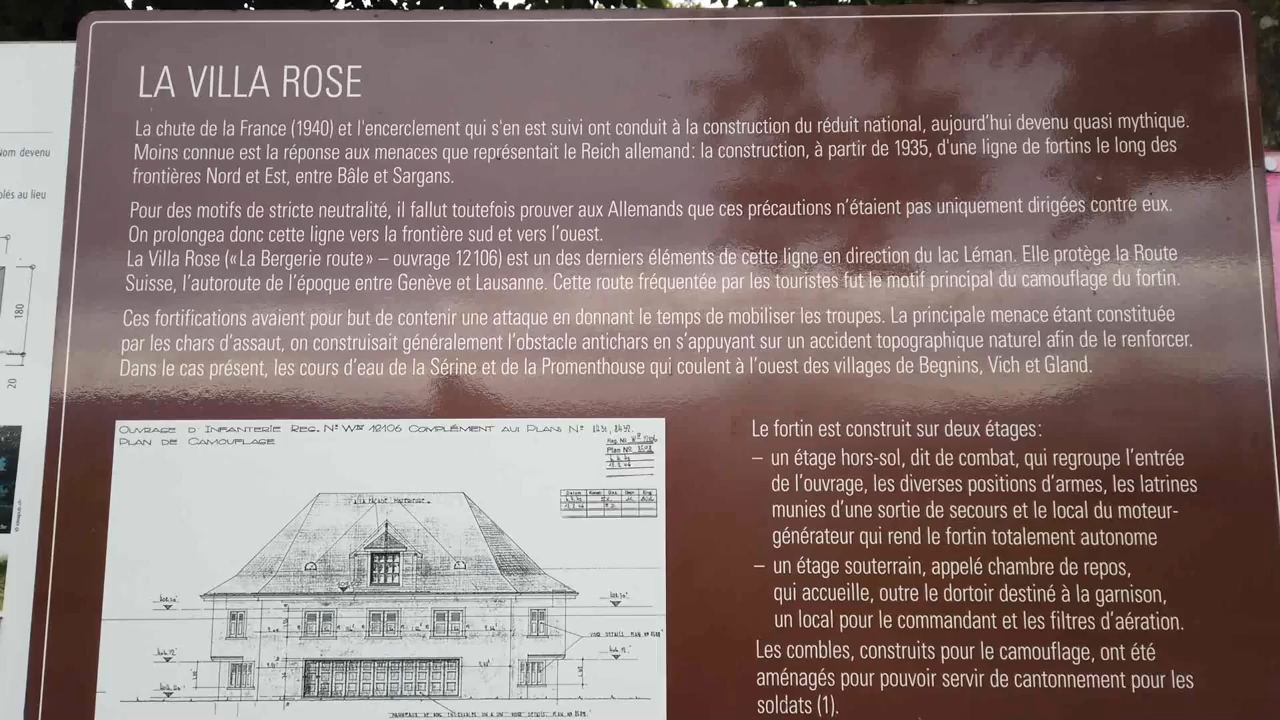 LA VILLA ROSE
La chute de la France (1940) et l'encerclement qui s'en est suivi ont conduit à la construction du réduit national, aujourd'hui devenu quasi mythique.
Moins connue est la réponse aux menaces que représentait le Reich allemand: la construction, à partir de 1935, d'une ligne de fortins le long des
frontières Nord et Est, entre Bâle et Sargans.
Pour des motifs de stricte neutralité, il fallut toutefois prouver aux Allemands que ces précautions n'étaient pas uniquement dirigées contre eux.
On prolongea donc cette ligne vers la frontière sud et vers l'ouest.
La Villa Rose («La Bergerie route» – ouvrage 12106) est un des derniers éléments de cette ligne en direction du lac Léman. Elle protège la Route
Suisse, l'autoroute de l'époque entre Genève et Lausanne. Cette route fréquentée par les touristes fut le motif principal du camouflage du fortin.
Ces fortifications avaient pour but de contenir une attaque en donnant le temps de mobiliser les troupes. La principale menace étant constituée
par les chars d'assaut, on construisait généralement l'obstacle antichars en s'appuyant sur un accident topographique naturel afin de le renforcer.
Dans le cas présent, les cours d'eau de la Sérine et de la Promenthouse qui coulent à l'ouest des villages de Begnins, Vich et Gland.
OUVRAGE D'INFANTERIE REG. Nº Wº 12106 COMPLÉMENT AUX PLANS Nº
PLAN DE CAMOUFLAGE
Le fortin est construit sur deux étages:
– un étage hors-sol, dit de combat, qui regroupe l'entrée
de l'ouvrage, les diverses positions d'armes, les latrines
munies d'une sortie de secours et le local du moteur-
générateur qui rend le fortin totalement autonome
– un étage souterrain, appelé chambre de repos,
qui accueille, outre le dortoir destiné à la garnison,
un local pour le commandant et les filtres d'aération.
Les combles, construits pour le camouflage, ont été
aménagés pour pouvoir servir de cantonnement pour les
soldats (1).
Nom devenu
au lieu
180
20